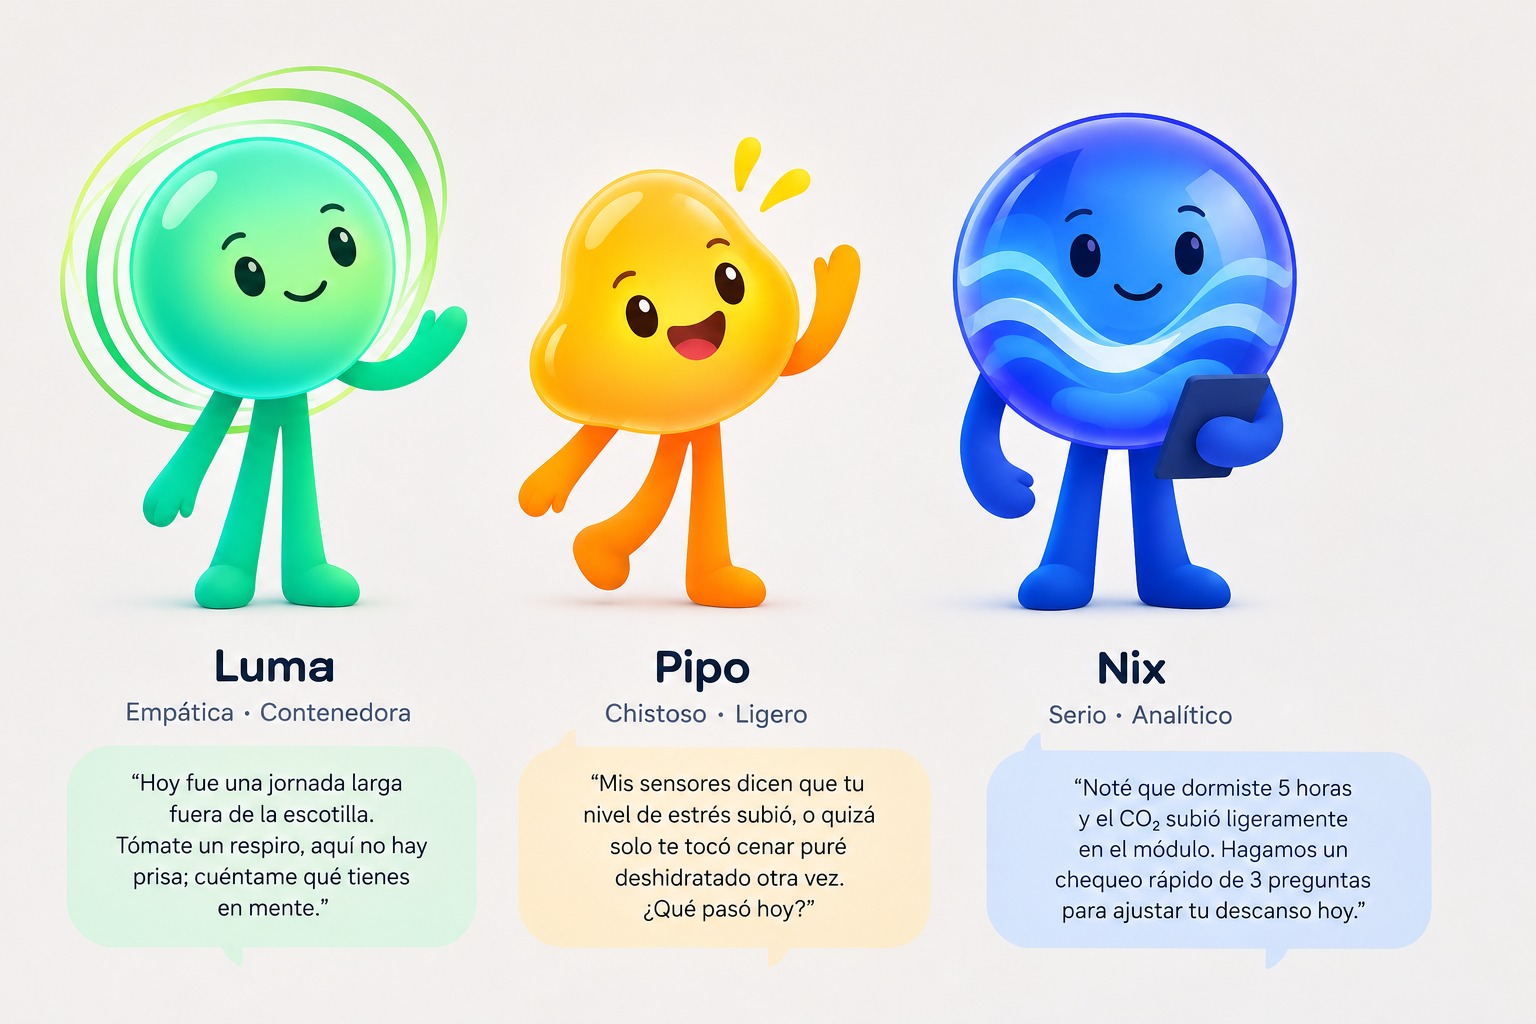 Luma
Empática · Contenedora
“Hoy fue una jornada larga
fuera de la escotilla.
Tómate un respiro, aquí no hay
prisa; cuéntame qué tienes
en mente.”
Pipo
Chistoso · Ligero
“Mis sensores dicen que tu
nivel de estrés subió, o quizá
solo te tocó cenar puré
deshidratado otra vez.
¿Qué pasó hoy?”
Nix
Serio · Analítico
“Noté que dormiste 5 horas
y el CO₂ subió ligeramente
en el módulo. Hagamos un
chequeo rápido de 3 preguntas
para ajustar tu descanso hoy.”